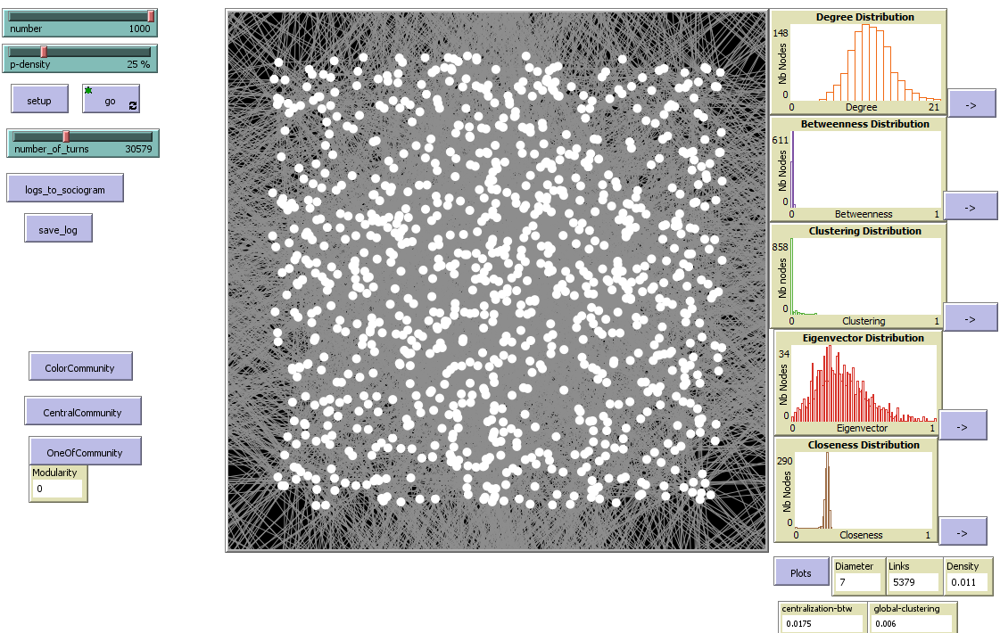 number 1000
p-density 25 %
setup
go
number_of_turns 30579
logs_to_sociogram
save_log
ColorCommunity
CentralCommunity
OneOfCommunity
Modularity
0
Degree Distribution
148
Nb Nodes
0
0 Degree 21
->
Betweenness Distribution
611
Nb Nodes
0
0 Betweenness 1
->
Clustering Distribution
858
Nb nodes
0
0 Clustering 1
->
Eigenvector Distribution
34
Nb Nodes
0
0 Eigenvector 1
->
Closeness Distribution
290
Nb Nodes
0
0 Closeness 1
->
Plots
Diameter
7
Links
5379
Density
0.011
centralization-btw
0.0175
global-clustering
0.006